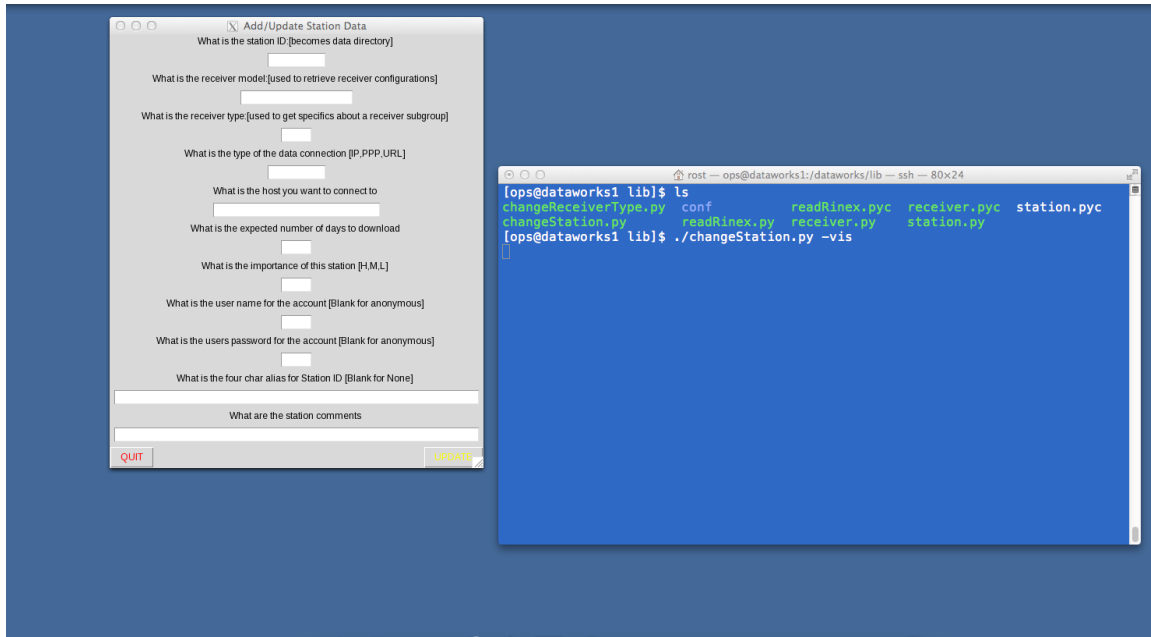 Add/Update Station Data
What is the station ID:[becomes data directory]
What is the receiver model:[used to retrieve receiver configurations]
What is the receiver type:[used to get specifics about a receiver subgroup]
What is the type of the data connection [IP,PPP,URL]
What is the host you want to connect to
What is the expected number of days to download
What is the importance of this station [H,M,L]
What is the user name for the account [Blank for anonymous]
What is the users password for the account [Blank for anonymous]
What is the four char alias for Station ID [Blank for None]
What are the station comments
QUIT
rost — ops@dataworks1:/dataworks/lib — ssh — 80×24
[ops@dataworks1 lib]$ ls
changeReceiverType.py conf readRinex.pyc receiver.pyc station.pyc
changeStation.py readRinex.py receiver.py station.py
[ops@dataworks1 lib]$ ./changeStation.py -vis